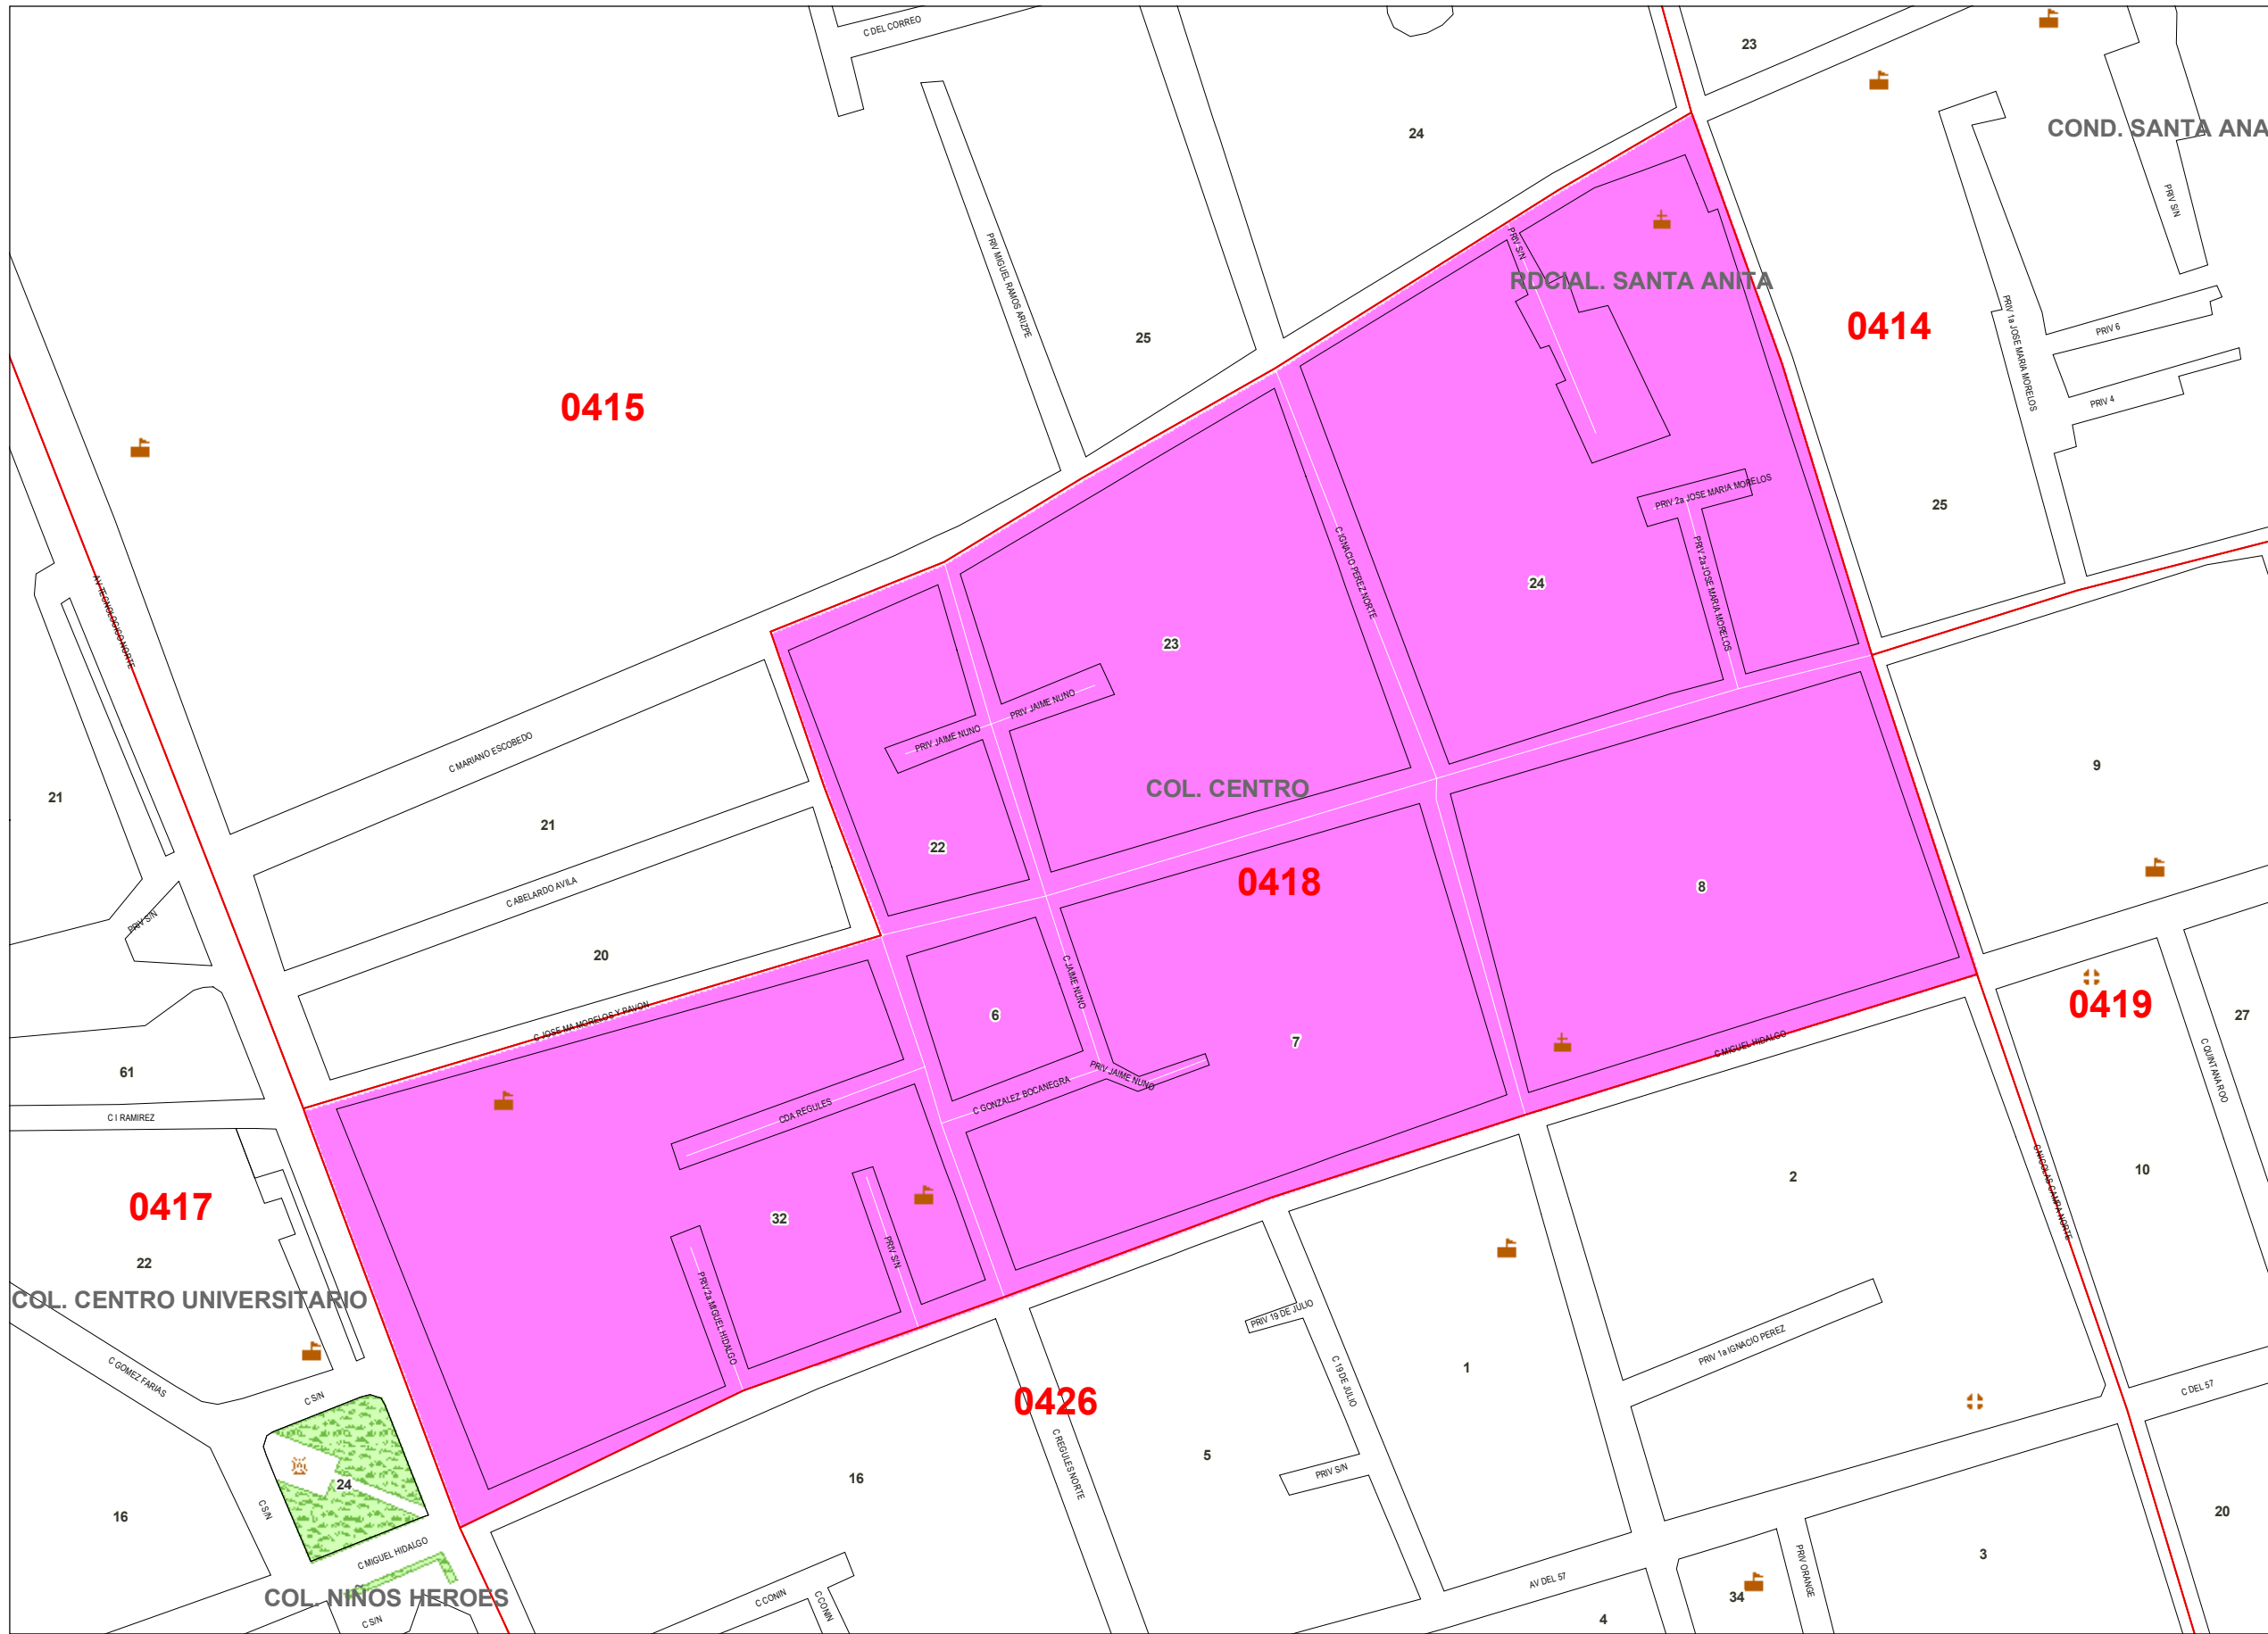 C DEL CORREO
23
COND. SANTA ANA
24
PRIV S/N
PRIV S/N
RDCIAL. SANTA ANITA
PRIV MIGUEL RAMOS ARIZPE
0414
PRIV 1a JOSE MARIA MORELOS
PRIV 6
25
0415
PRIV 4
PRIV 2a JOSE MARIA MORELOS
25
C IGNACIO PEREZ NORTE
PRIV 2a JOSE MARIA MORELOS
24
AV TECNOLOGICO NORTE
23
PRIV JAIME NUNO
PRIV JAIME NUNO
C MARIANO ESCOBEDO
9
COL. CENTRO
21
21
22
0418
8
C ABELARDO AVILA
PRIV S/N
20
C JAIME NUNO
0419
6
27
C JOSE MA MORELOS Y PAVON
7
C MIGUEL HIDALGO
C QUINTANA ROO
61
PRIV JAIME NUNO
C GONZALEZ BOCANEGRA
CDA REGULES
C I RAMIREZ
2
10
C NICOLAS CAMPA NORTE
0417
32
PRIV S/N
22
PRIV 2a MIGUEL HIDALGO
COL. CENTRO UNIVERSITARIO
PRIV 19 DE JULIO
PRIV 1a IGNACIO PEREZ
1
C 19 DE JULIO
C GOMEZ FARIAS
C S/N
0426
C DEL 57
5
C REGULES NORTE
PRIV S/N
16
24
16
C S/N
20
C MIGUEL HIDALGO
3
AV DEL 57
PRIV ORANGE
COL. NIÑOS HEROES
C CONIN
C CONIN
34
4
C S/N